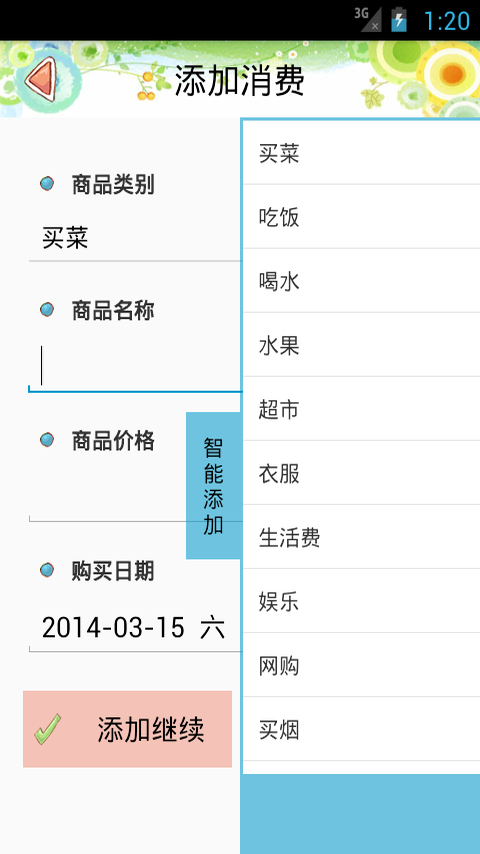 3G
1:20
添加消费
商品类别
买菜
商品名称
商品价格
购买日期
2014-03-15 六
添加继续
智能添加
买菜
吃饭
喝水
水果
超市
衣服
生活费
娱乐
网购
买烟